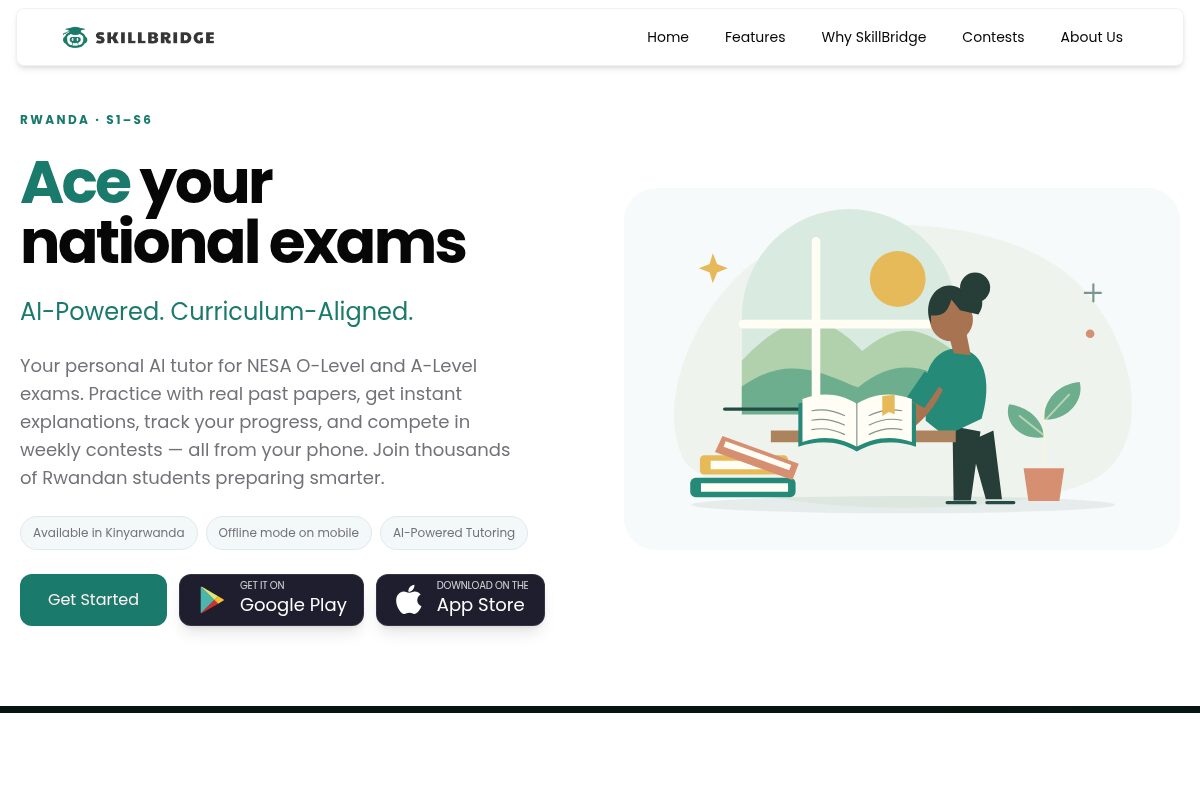 SKILLBRIDGE
Home
Features
Why SkillBridge
Contests
About Us
RWANDA · S1–S6
Ace your
national exams
AI-Powered. Curriculum-Aligned.
Your personal AI tutor for NESA O-Level and A-Level
exams. Practice with real past papers, get instant
explanations, track your progress, and compete in
weekly contests — all from your phone. Join thousands
of Rwandan students preparing smarter.
Available in Kinyarwanda
Offline mode on mobile
AI-Powered Tutoring
Get Started
GET IT ON
Google Play
DOWNLOAD ON THE
App Store